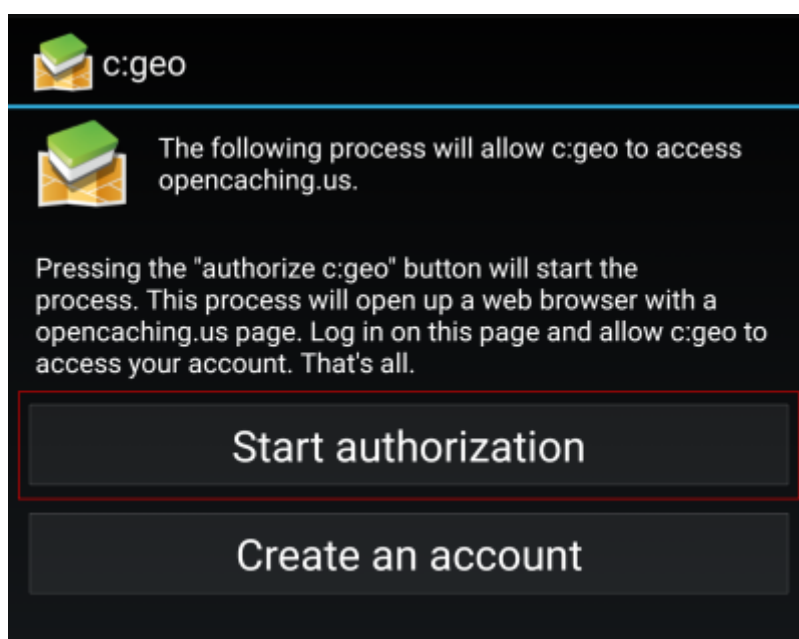 c:geo
The following process will allow c:geo to access
opencaching.us.
Pressing the "authorize c:geo" button will start the
process. This process will open up a web browser with a
opencaching.us page. Log in on this page and allow c:geo to
access your account. That's all.
Start authorization
Create an account